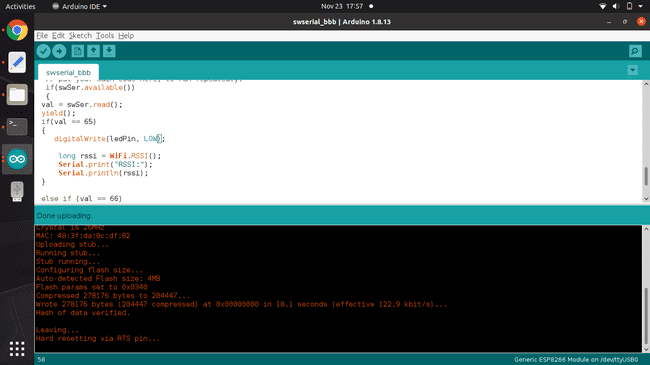 Activities
Arduino IDE
Nov 23 17:57
swserial_bbb | Arduino 1.8.13
File Edit Sketch Tools Help
swserial_bbb
// put your main code here, to run repeatedly:
if(swSer.available())
{
val = swSer.read();
yield();
if(val == 65)
{
digitalWrite(ledPin, LOW);
long rssi = WiFi.RSSI();
Serial.print("RSSI:");
Serial.println(rssi);
}
else if (val == 66)
Done uploading.
Crystal is 26MHz
MAC: 48:3f:da:0c:df:82
Uploading stub...
Running stub...
Stub running...
Configuring flash size...
Auto-detected Flash size: 4MB
Flash params set to 0x0340
Compressed 278176 bytes to 204447...
Wrote 278176 bytes (204447 compressed) at 0x00000000 in 18.1 seconds (effective 122.9 kbit/s)...
Hash of data verified.
Leaving...
Hard resetting via RTS pin...
58
Generic ESP8266 Module on /dev/ttyUSB0